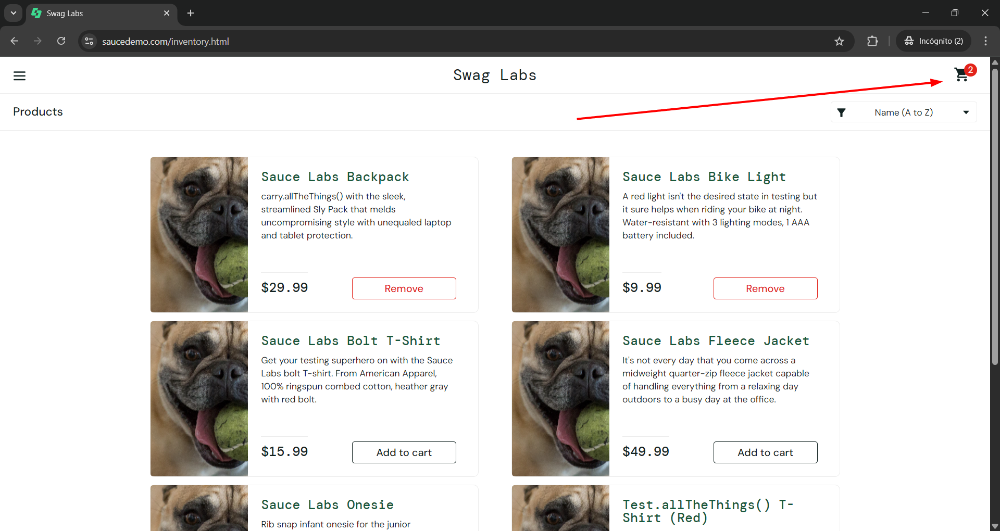 Swag Labs
saucedemo.com/inventory.html
Incógnito (2)
Swag Labs
2
Products
Name (A to Z)
Sauce Labs Backpack
carry.allTheThings() with the sleek,
streamlined Sly Pack that melds
uncompromising style with unequaled laptop
and tablet protection.
$29.99
Remove
Sauce Labs Bike Light
A red light isn't the desired state in testing but
it sure helps when riding your bike at night.
Water-resistant with 3 lighting modes, 1 AAA
battery included.
$9.99
Remove
Sauce Labs Bolt T-Shirt
Get your testing superhero on with the Sauce
Labs bolt T-shirt. From American Apparel,
100% ringspun combed cotton, heather gray
with red bolt.
$15.99
Add to cart
Sauce Labs Fleece Jacket
It's not every day that you come across a
midweight quarter-zip fleece jacket capable
of handling everything from a relaxing day
outdoors to a busy day at the office.
$49.99
Add to cart
Sauce Labs Onesie
Rib snap infant onesie for the junior
Test.allTheThings() T-
Shirt (Red)